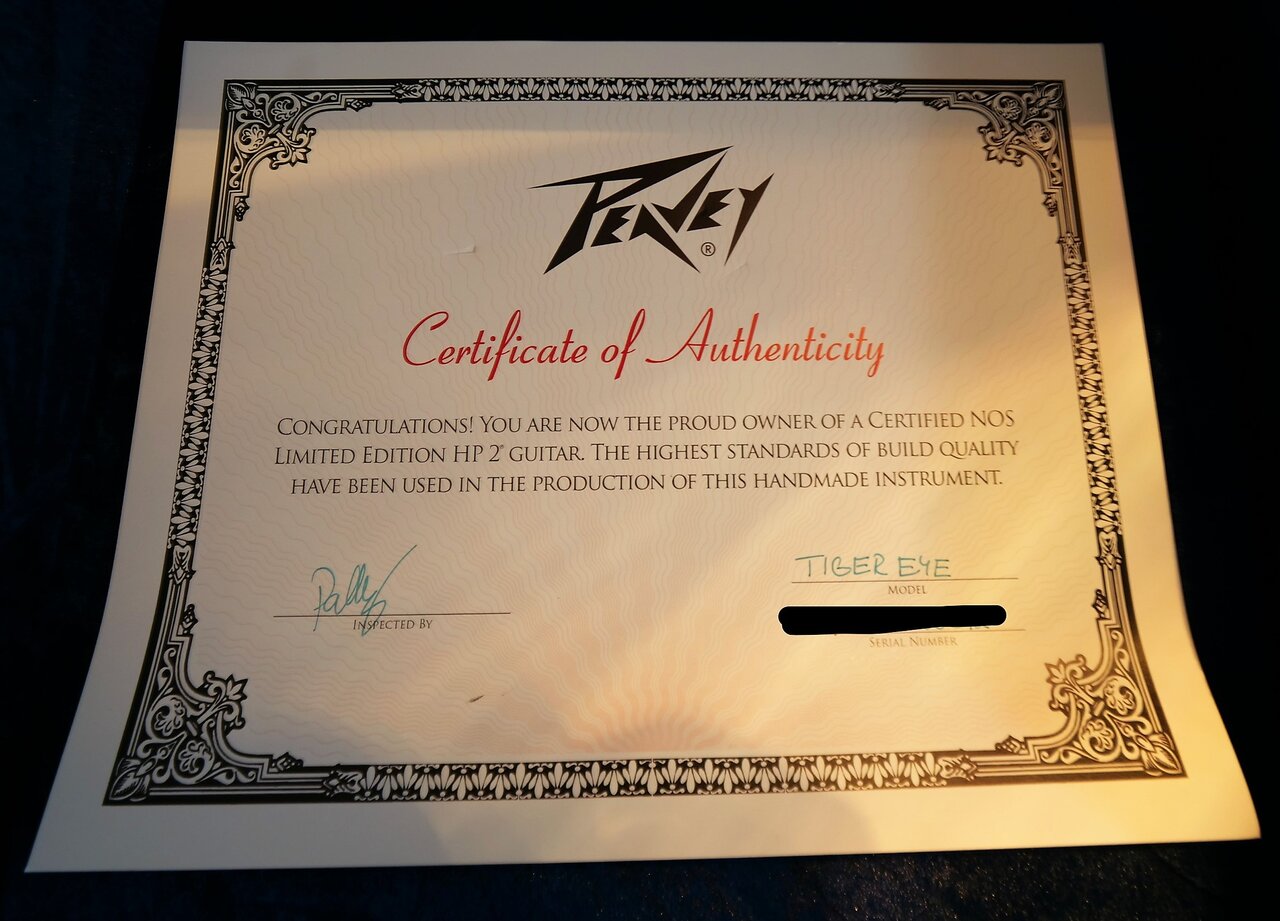 PEAVEY®
Certificate of Authenticity
CONGRATULATIONS! YOU ARE NOW THE PROUD OWNER OF A CERTIFIED NOS
LIMITED EDITION HP 2® GUITAR. THE HIGHEST STANDARDS OF BUILD QUALITY
HAVE BEEN USED IN THE PRODUCTION OF THIS HANDMADE INSTRUMENT.
TIGER EYE
INSPECTED BY
MODEL
SERIAL NUMBER